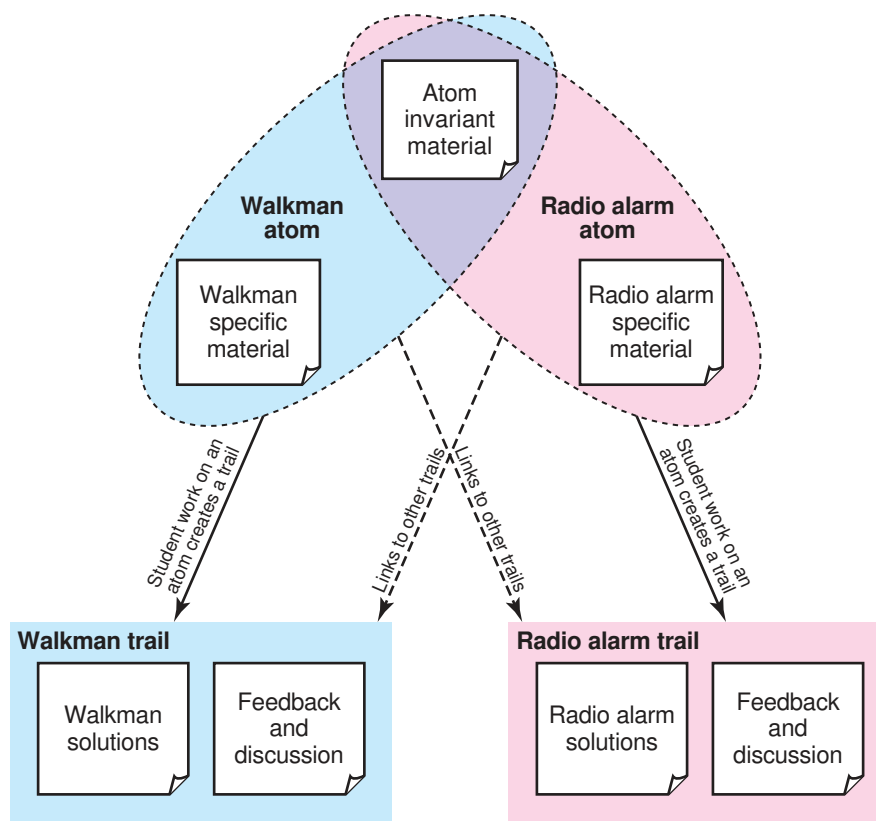 Atom
invariant
material
Walkman
atom
Radio alarm
atom
Walkman
specific
material
Radio alarm
specific
material
Student work on an
atom creates a trail
Links to other trails
Links to other trails
Student work on an
atom creates a trail
Walkman trail
Walkman
solutions
Feedback
and
discussion
Radio alarm trail
Radio alarm
solutions
Feedback
and
discussion